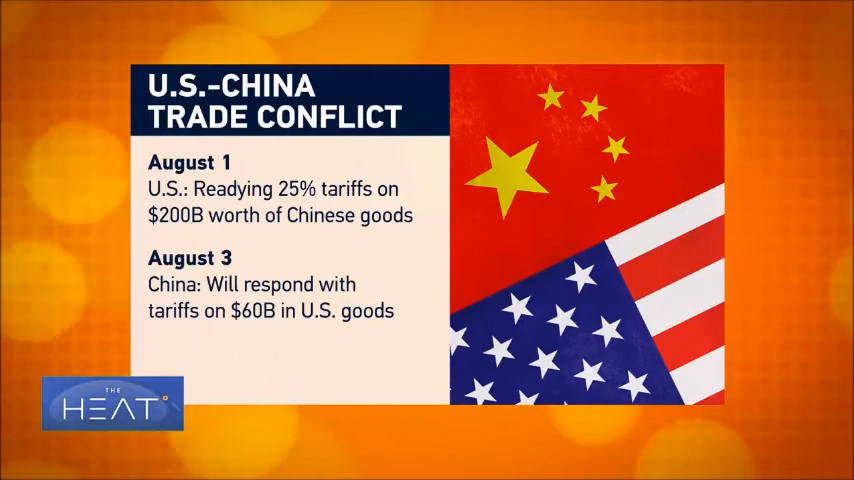 U.S.-CHINA
TRADE CONFLICT
August 1
U.S.: Readying 25% tariffs on
$200B worth of Chinese goods
August 3
China: Will respond with
tariffs on $60B in U.S. goods
THE
HEAT